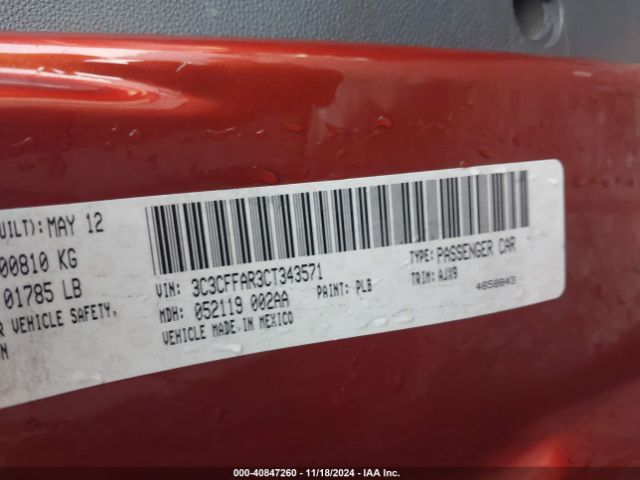 UILT): MAY 12
00810 KG
01785 LB
R VEHICLE SAFETY,
N
VIN: 3C3CFFAR3CT343571
TYPE: PASSENGER CAR
MDH: 052119 002AA
PAINT: PLB
TRIM: AJX9
VEHICLE MADE IN MEXICO
4658643
000-40847260 - 11/18/2024 - IAA Inc.